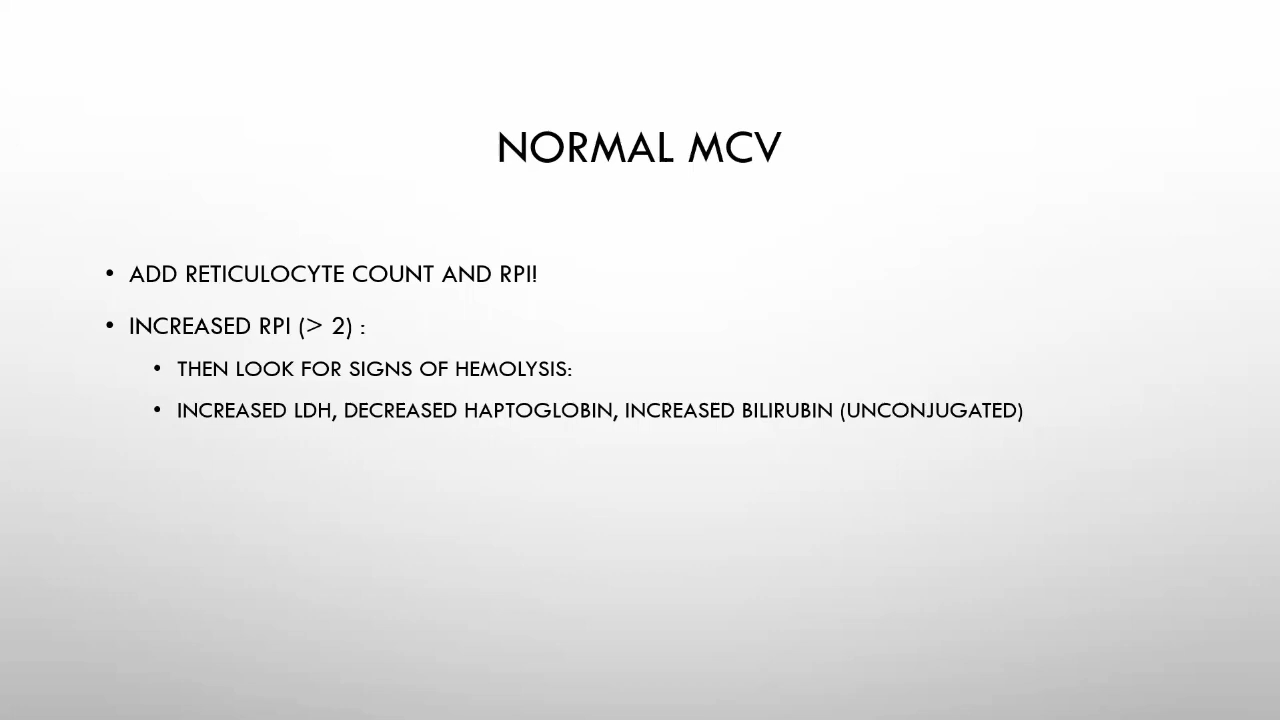 NORMAL MCV
• ADD RETICULOCYTE COUNT AND RPI!
• INCREASED RPI (> 2) :
• THEN LOOK FOR SIGNS OF HEMOLYSIS:
• INCREASED LDH, DECREASED HAPTOGLOBIN, INCREASED BILIRUBIN (UNCONJUGATED)